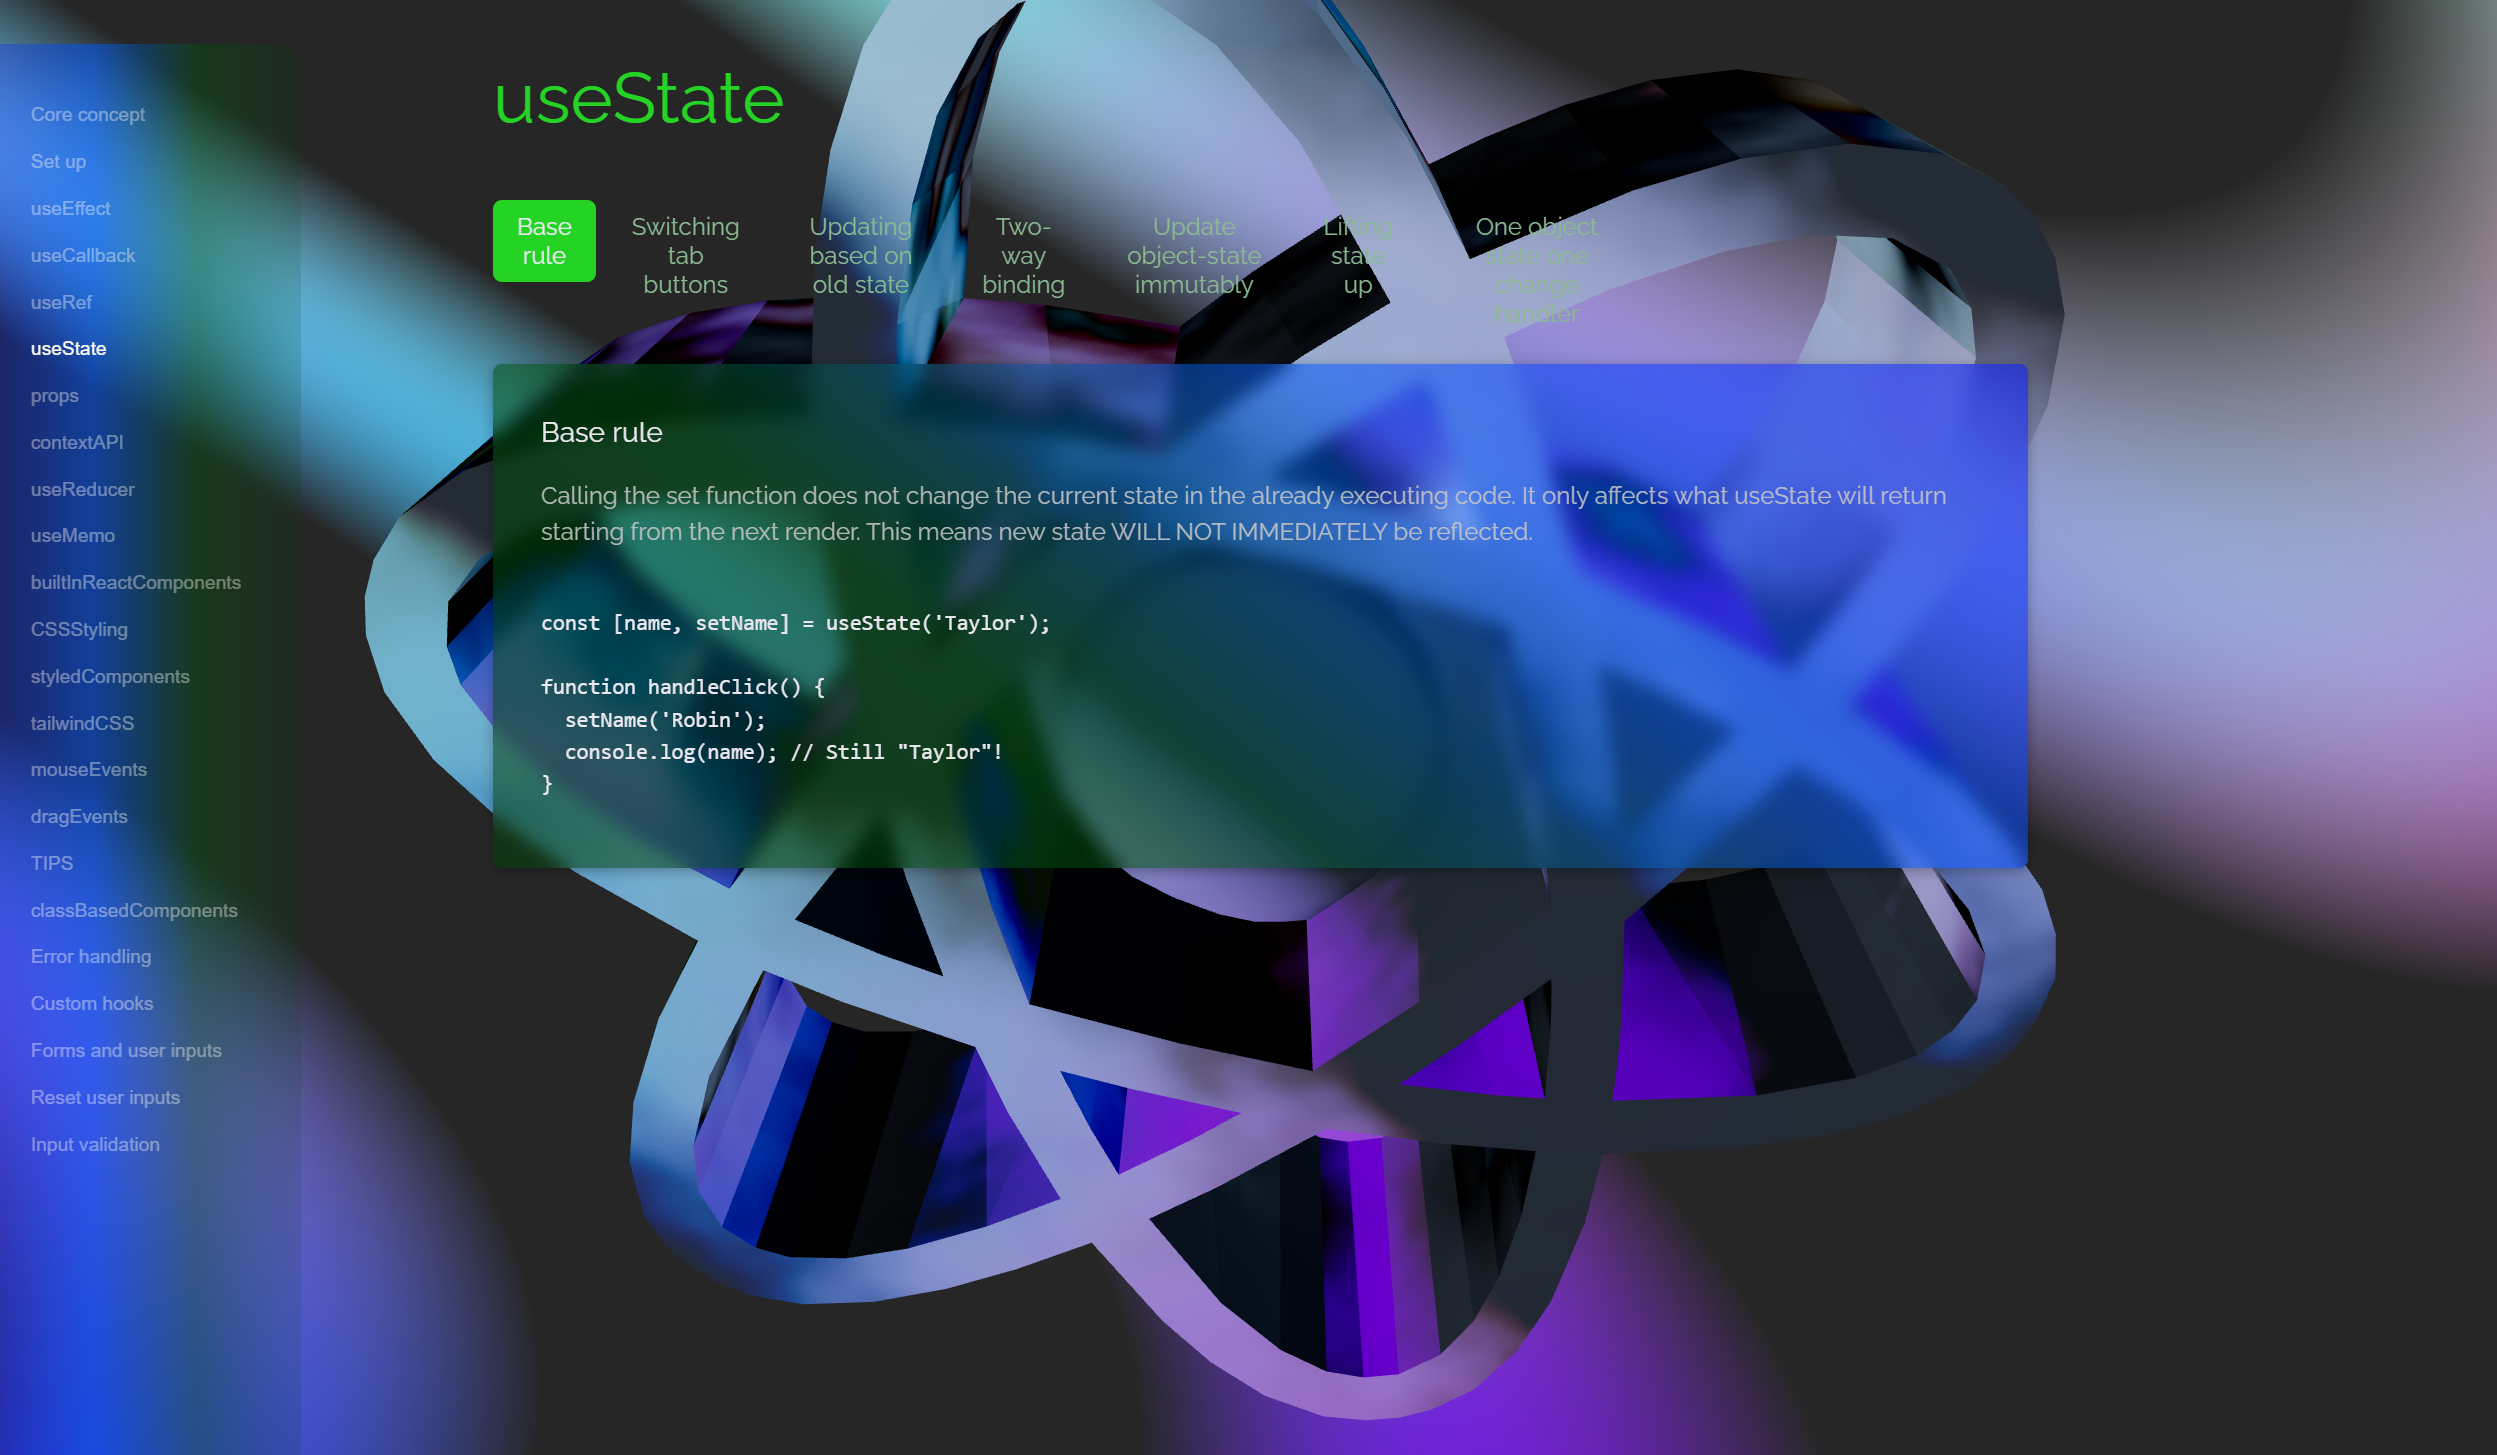 useState
Core concept
Set up
useEffect
useCallback
useRef
useState
props
contextAPI
useReducer
useMemo
builtInReactComponents
CSSStyling
styledComponents
tailwindCSS
mouseEvents
dragEvents
TIPS
classBasedComponents
Error handling
Custom hooks
Forms and user inputs
Reset user inputs
Input validation
Base
rule
Switching
tab
buttons
Updating
based on
old state
Two-
way
binding
Update
object-state
immutably
Lifting
state
up
One object
one
change
handler
Base rule
Calling the set function does not change the current state in the already executing code. It only affects what useState will return
starting from the next render. This means new state WILL NOT IMMEDIATELY be reflected.
const [name, setName] = useState('Taylor');
function handleClick() {
  setName('Robin');
  console.log(name); // Still "Taylor"!
}